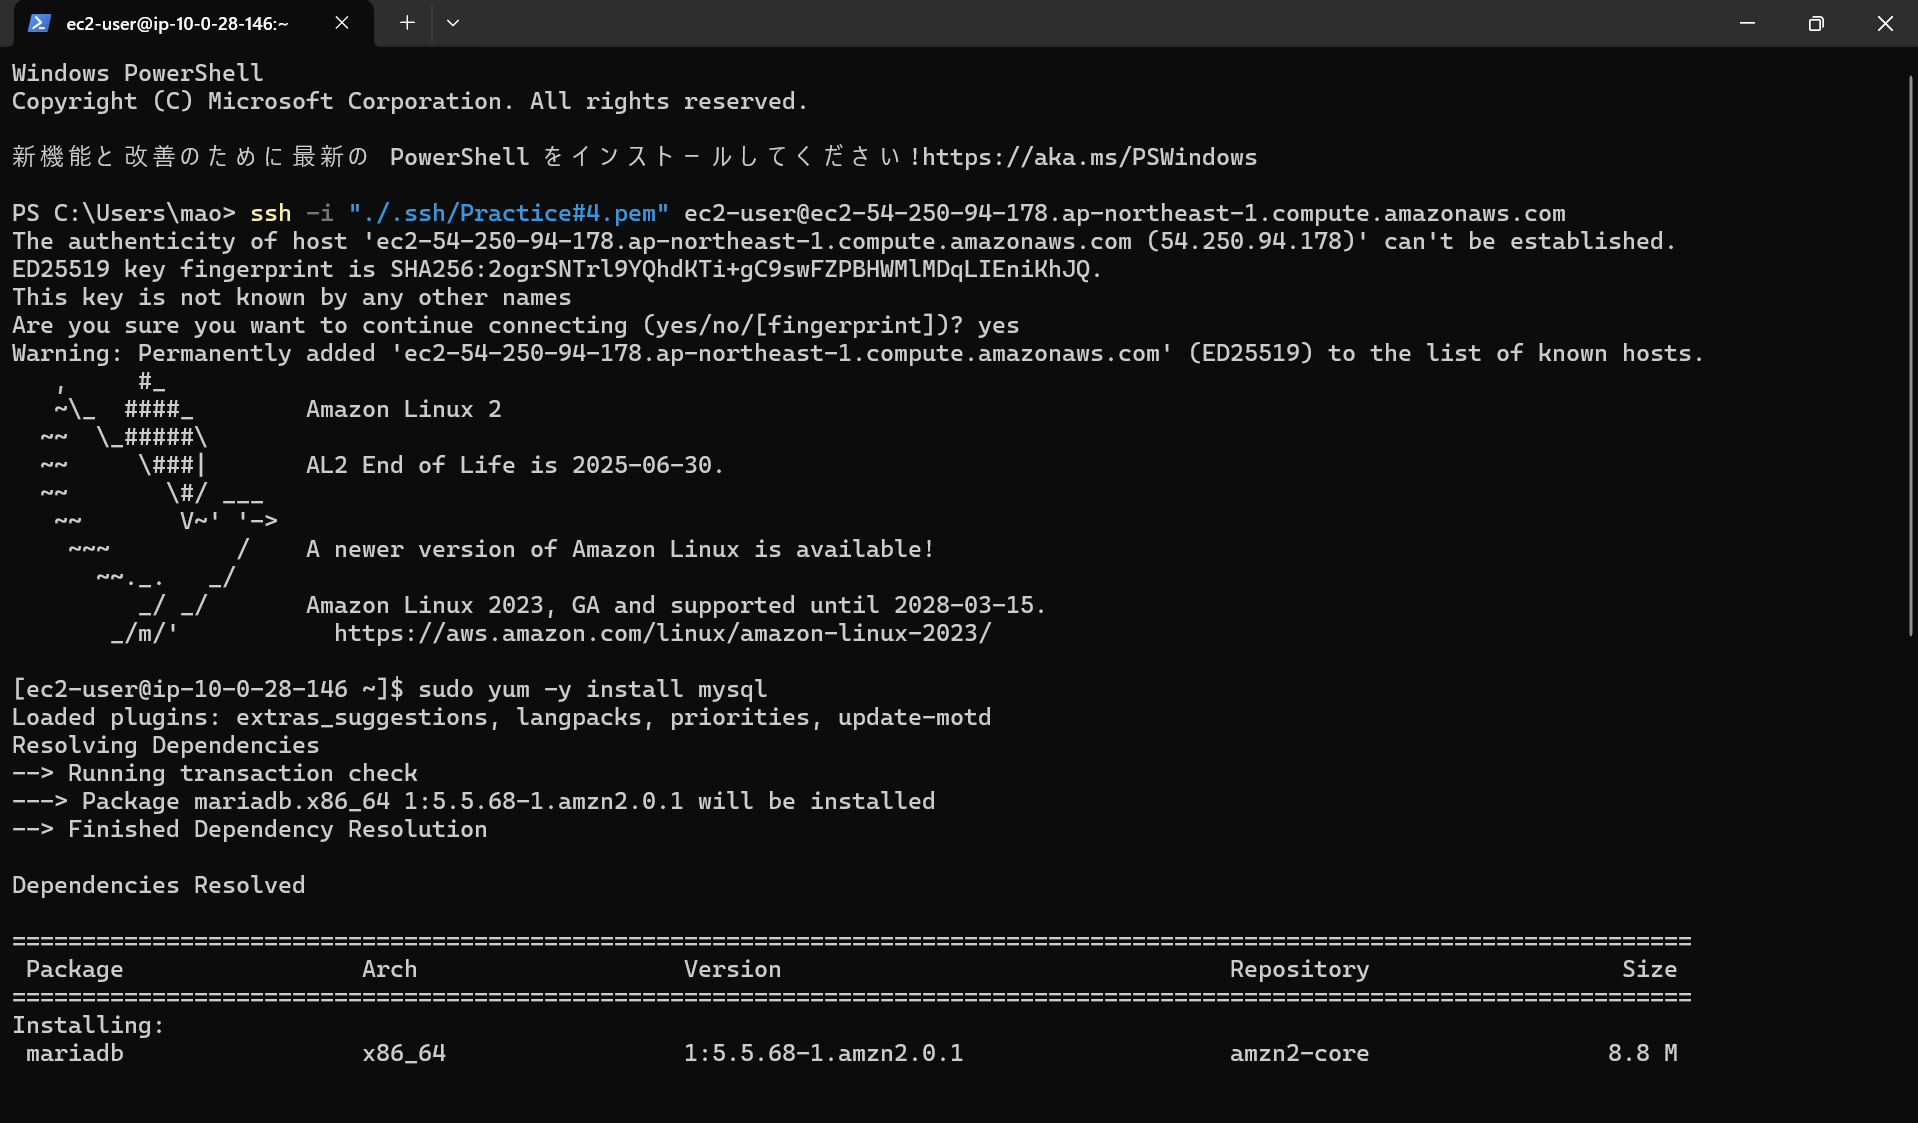 ec2-user@ip-10-0-28-146:~
Windows PowerShell
Copyright (C) Microsoft Corporation. All rights reserved.
新機能と改善のために最新の PowerShell をインストールしてください!https://aka.ms/PSWindows
PS C:\Users\mao> ssh -i "./.ssh/Practice#4.pem" ec2-user@ec2-54-250-94-178.ap-northeast-1.compute.amazonaws.com
The authenticity of host 'ec2-54-250-94-178.ap-northeast-1.compute.amazonaws.com (54.250.94.178)' can't be established.
ED25519 key fingerprint is SHA256:2ogrSNTrl9YQhdKTi+gC9swFZPBHWMlMDqLIEniKhJQ.
This key is not known by any other names
Are you sure you want to continue connecting (yes/no/[fingerprint])? yes
Warning: Permanently added 'ec2-54-250-94-178.ap-northeast-1.compute.amazonaws.com' (ED25519) to the list of known hosts.
   ,     #_
   ~\_  ####_        Amazon Linux 2
  ~~  \_#####\
  ~~     \###|       AL2 End of Life is 2025-06-30.
  ~~       \#/ ___
   ~~       V~' '->
    ~~~         /    A newer version of Amazon Linux is available!
      ~~._.   _/
         _/ _/       Amazon Linux 2023, GA and supported until 2028-03-15.
       _/m/'           https://aws.amazon.com/linux/amazon-linux-2023/
[ec2-user@ip-10-0-28-146 ~]$ sudo yum -y install mysql
Loaded plugins: extras_suggestions, langpacks, priorities, update-motd
Resolving Dependencies
--> Running transaction check
---> Package mariadb.x86_64 1:5.5.68-1.amzn2.0.1 will be installed
--> Finished Dependency Resolution
Dependencies Resolved
========================================================================================================================
 Package                 Arch                   Version                                Repository                  Size
========================================================================================================================
Installing:
 mariadb                 x86_64                 1:5.5.68-1.amzn2.0.1                   amzn2-core                 8.8 M